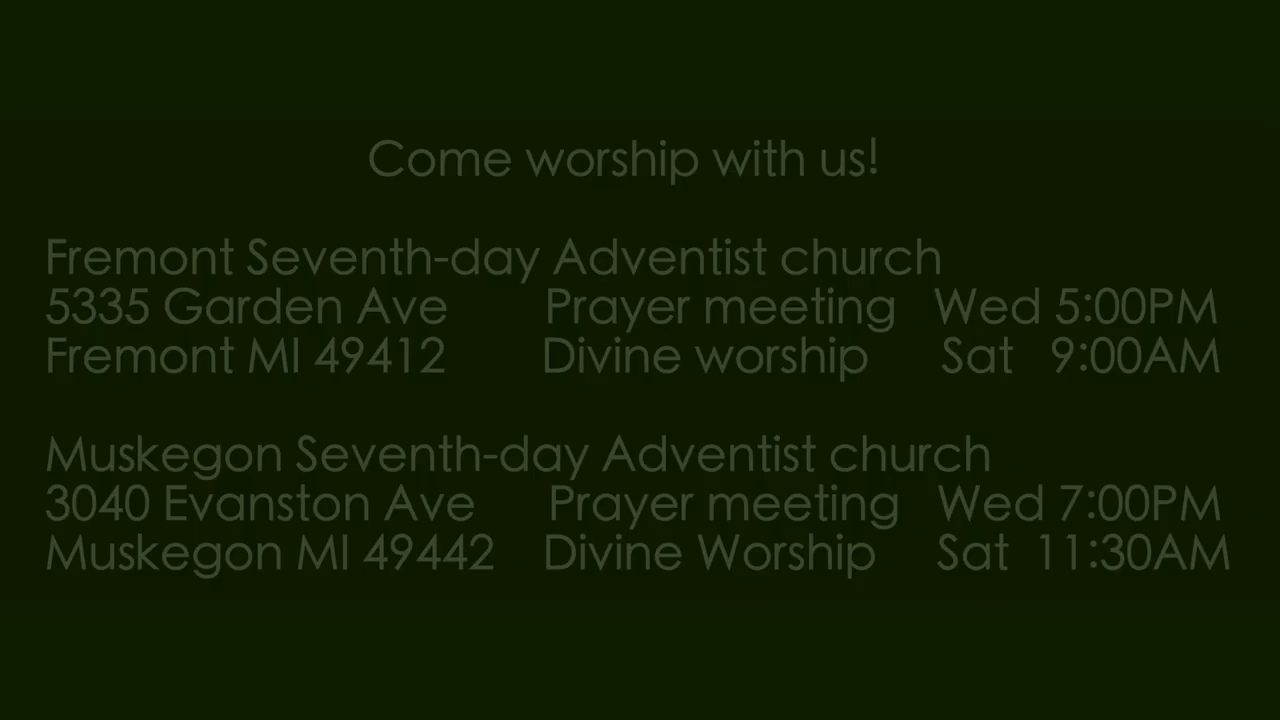 Come worship with us!
Fremont Seventh-day Adventist church
5335 Garden Ave Prayer meeting Wed 5:00PM
Fremont MI 49412 Divine worship Sat 9:00AM
Muskegon Seventh-day Adventist church
3040 Evanston Ave Prayer meeting Wed 7:00PM
Muskegon MI 49442 Divine Worship Sat 11:30AM